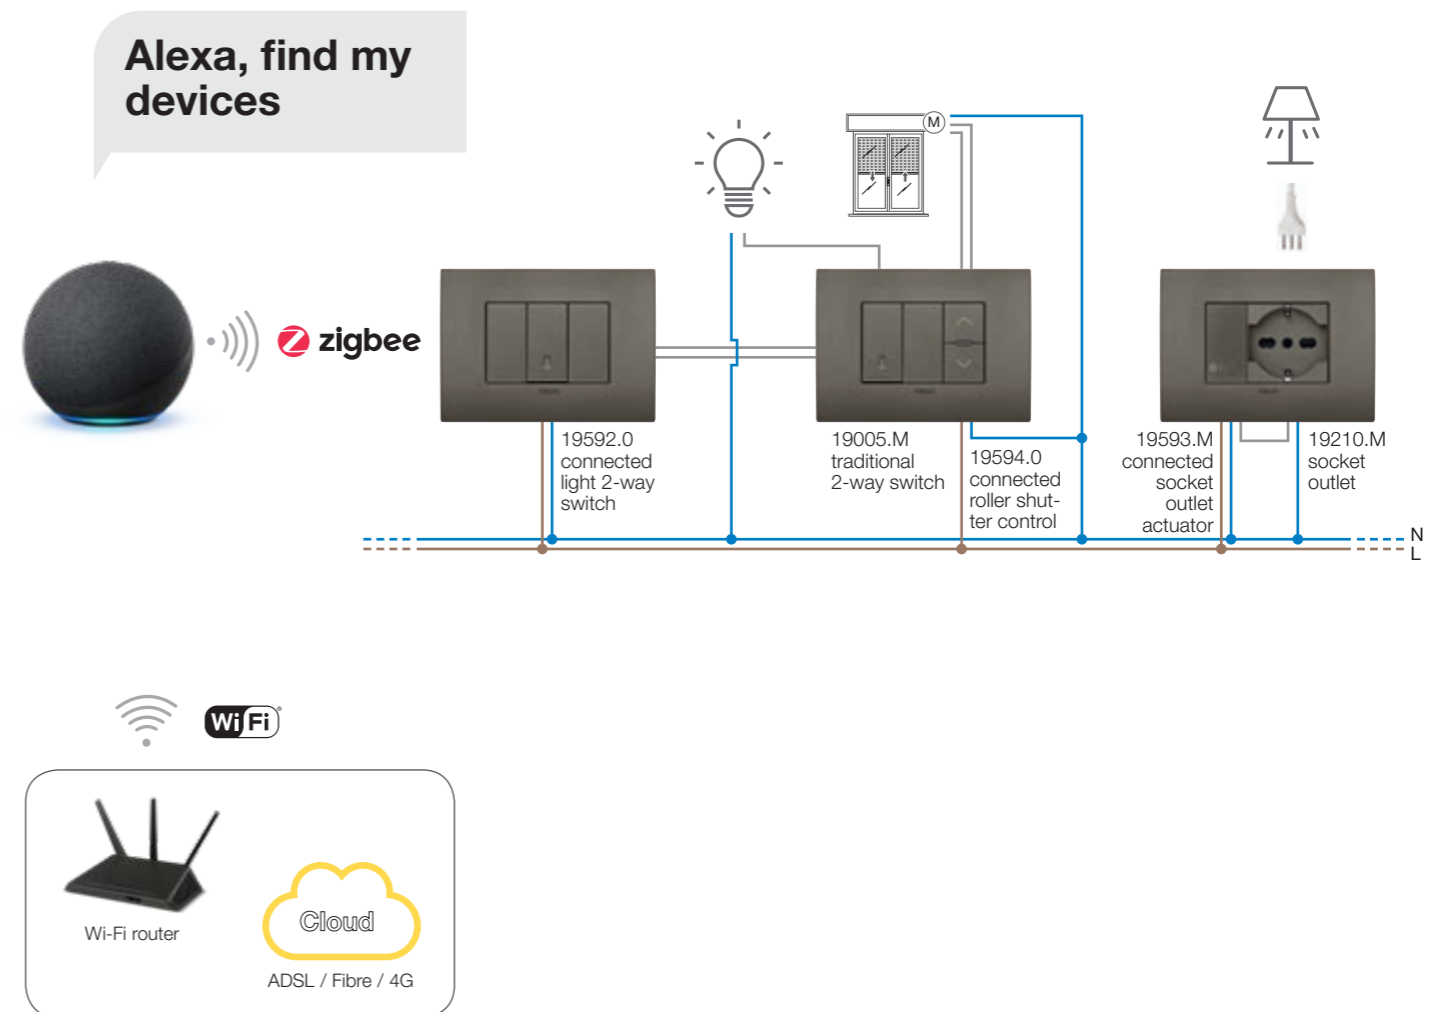 Alexa, find my
devices
M
zigbee
19592.0
connected
light 2-way
switch
19005.M
traditional
2-way switch
19594.0
connected
roller shut-
ter control
19593.M
connected
socket
outlet
actuator
19210.M
socket
outlet
N
L
Wi Fi
Wi-Fi router
Cloud
ADSL / Fibre / 4G